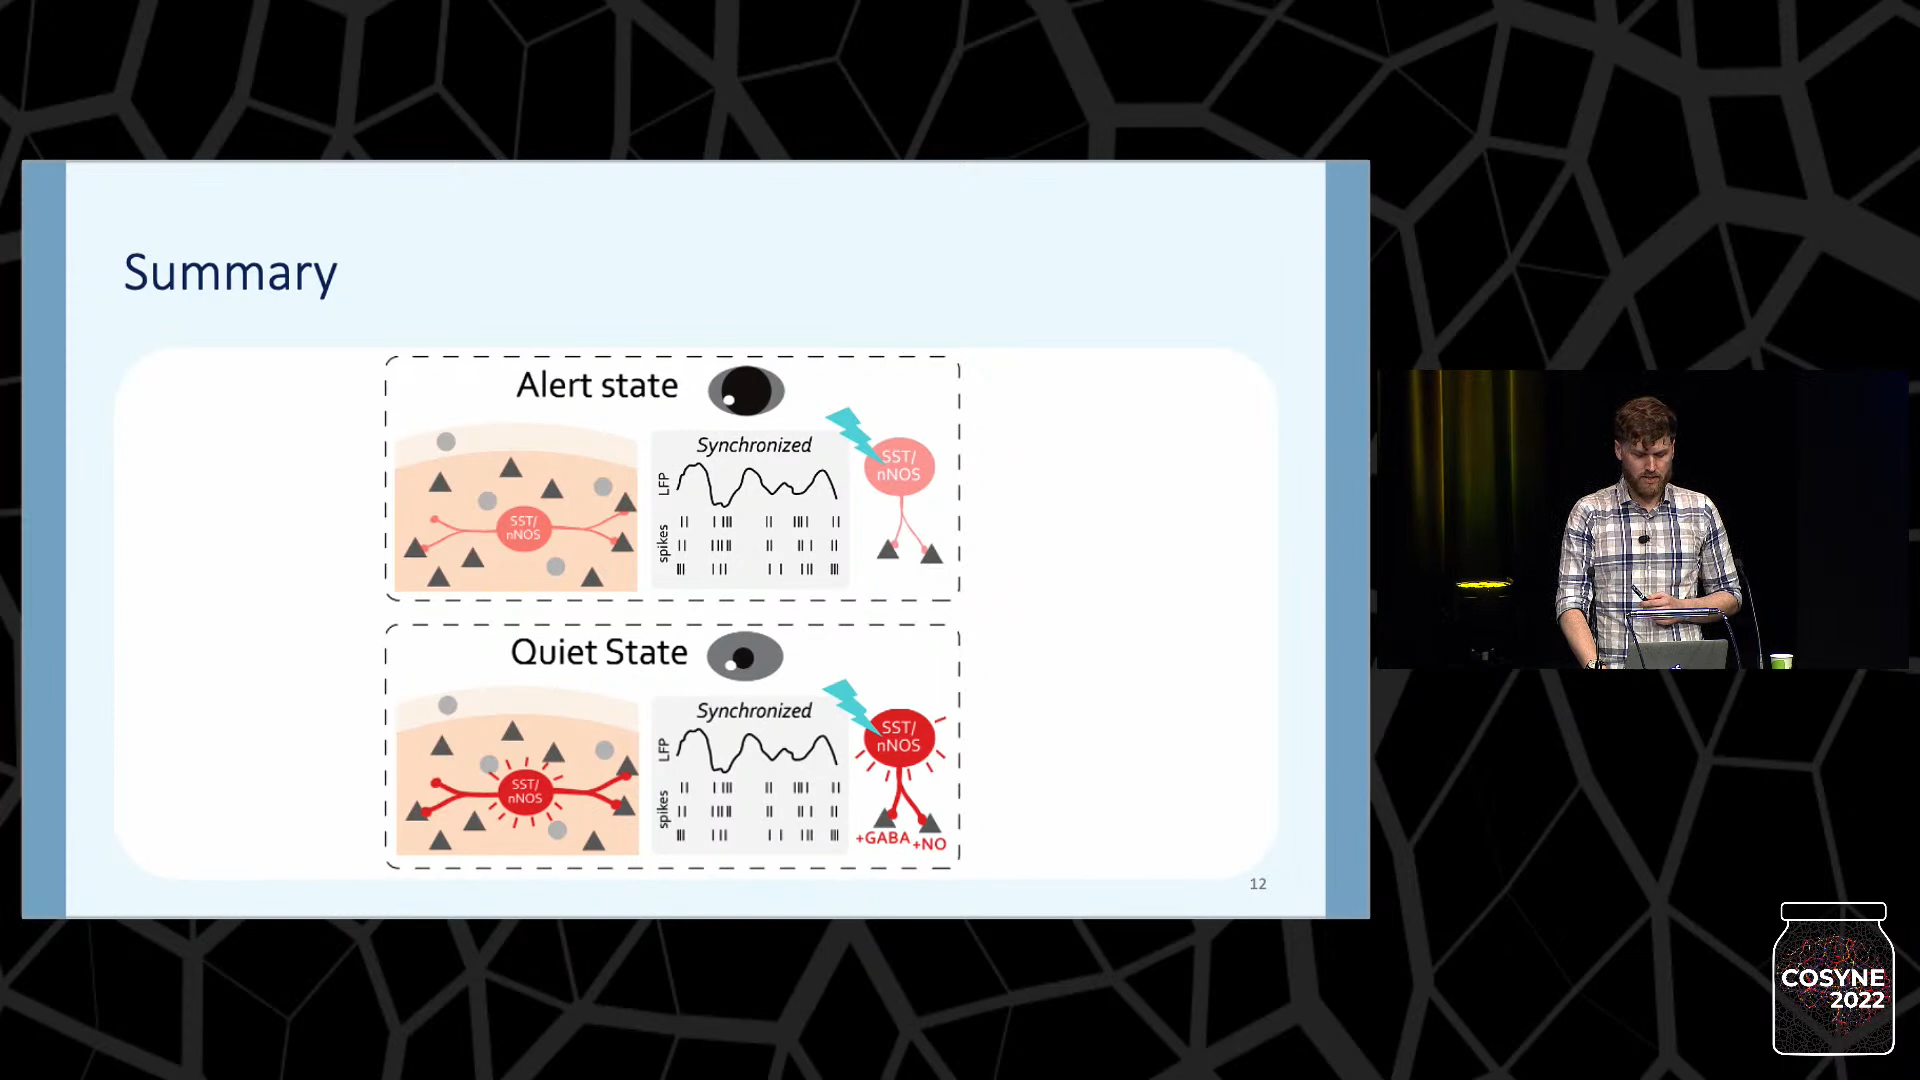 Summary
Alert state
Synchronized
LFP
spikes
SST/
nNOS
SST/
nNOS
Quiet State
Synchronized
LFP
spikes
SST/
nNOS
SST/
nNOS
+GABA
+NO
12
COSYNE
2022